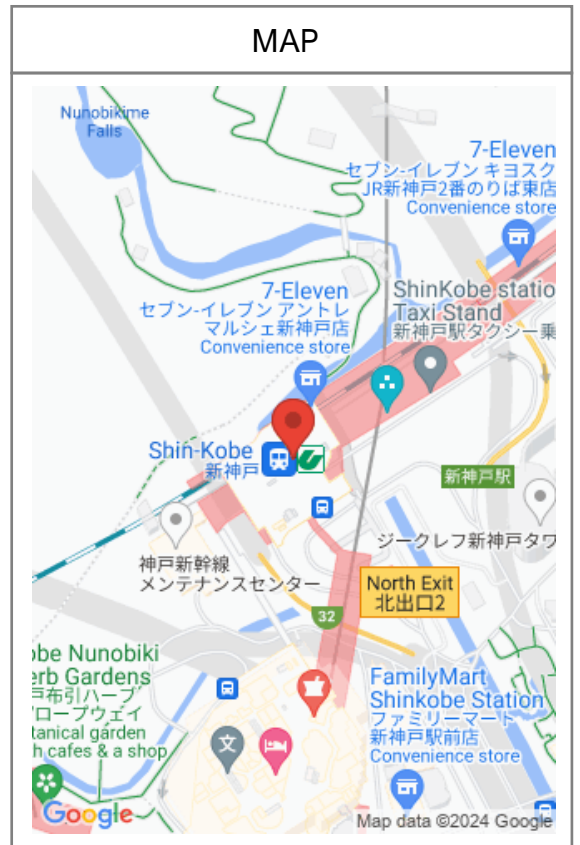 MAP
Nunobikime
Falls
7-Eleven
セブン-イレブン キヨスク
JR新神戸2番のりば東店
Convenience store
7-Eleven
セブン-イレブン アントレ
マルシェ新神戸店
Convenience store
ShinKobe statio
Taxi Stand
新神戸駅タクシー乗
Shin-Kobe
新神戸
新神戸駅
神戸新幹線
メンテナンスセンター
ジークレフ新神戸タワ
North Exit
北出口2
32
obe Nunobiki
erb Gardens
戸布引ハーブ
ロープウェイ
tanical garden
h cafes & a shop
文
FamilyMart
Shinkobe Station
ファミリーマート
新神戸駅前店
Convenience store
Google
Map data ©2024 Google